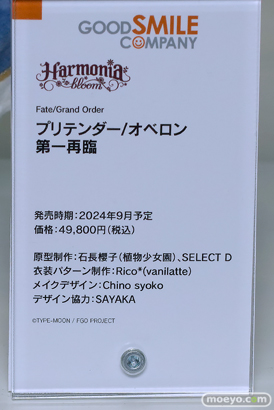 GOOD SMILE
COMPANY
Harmonia
bloom
Fate/Grand Order
プリテンダー/オベロン
第一再臨
発売時期：2024年9月予定
価格：49,800円（税込）
原型制作：石長櫻子（植物少女園）、SELECT D
衣装パターン制作：Rico*(vanilatte)
メイクデザイン：Chino syoko
デザイン協力：SAYAKA
©TYPE-MOON / FGO PROJECT
moeyo.com